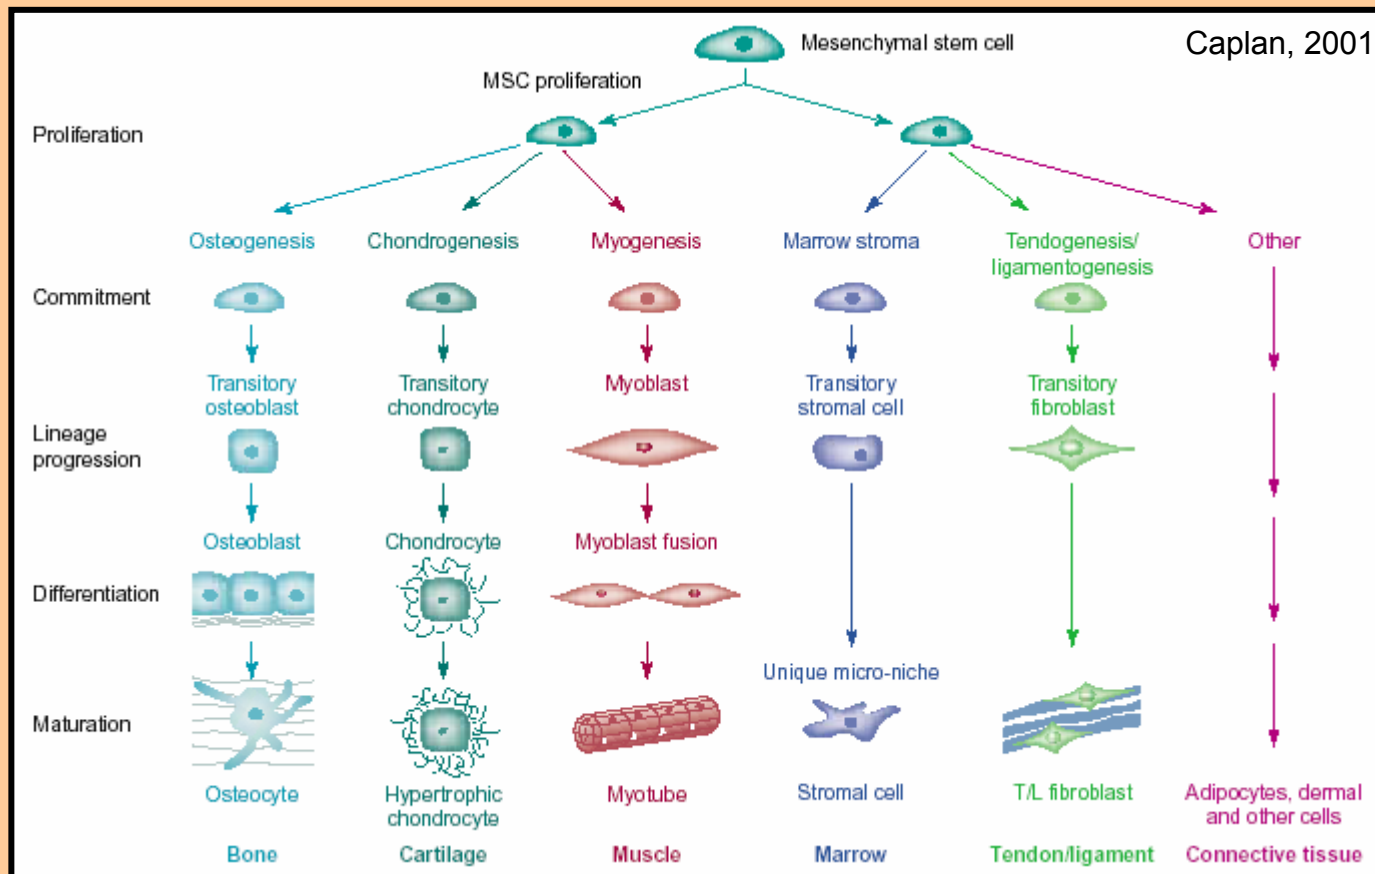 Mesenchymal stem cell
Caplan, 2001
MSC proliferation
Proliferation
Osteogenesis
Chondrogenesis
Myogenesis
Marrow stroma
Tendogenesis/
ligamentogenesis
Other
Commitment
Transitory
osteoblast
Transitory
chondrocyte
Myoblast
Transitory
stromal cell
Transitory
fibroblast
Lineage
progression
Osteoblast
Chondrocyte
Myoblast fusion
Differentiation
Unique micro-niche
Maturation
Osteocyte
Hypertrophic
chondrocyte
Myotube
Stromal cell
T/L fibroblast
Adipocytes, dermal
and other cells
Bone
Cartilage
Muscle
Marrow
Tendon/ligament
Connective tissue